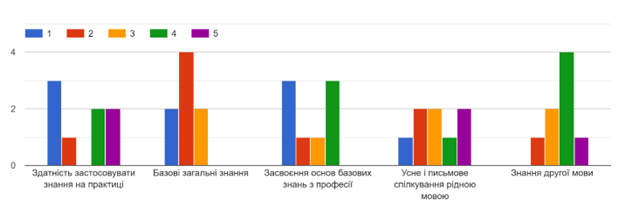 1 2 3 4 5
4
2
0
Здатність застосовувати
знання на практиці
Базові загальні знання
Засвоєння основ базових
знань з професії
Усне і письмове
спілкування рідною
мовою
Знання другої мови